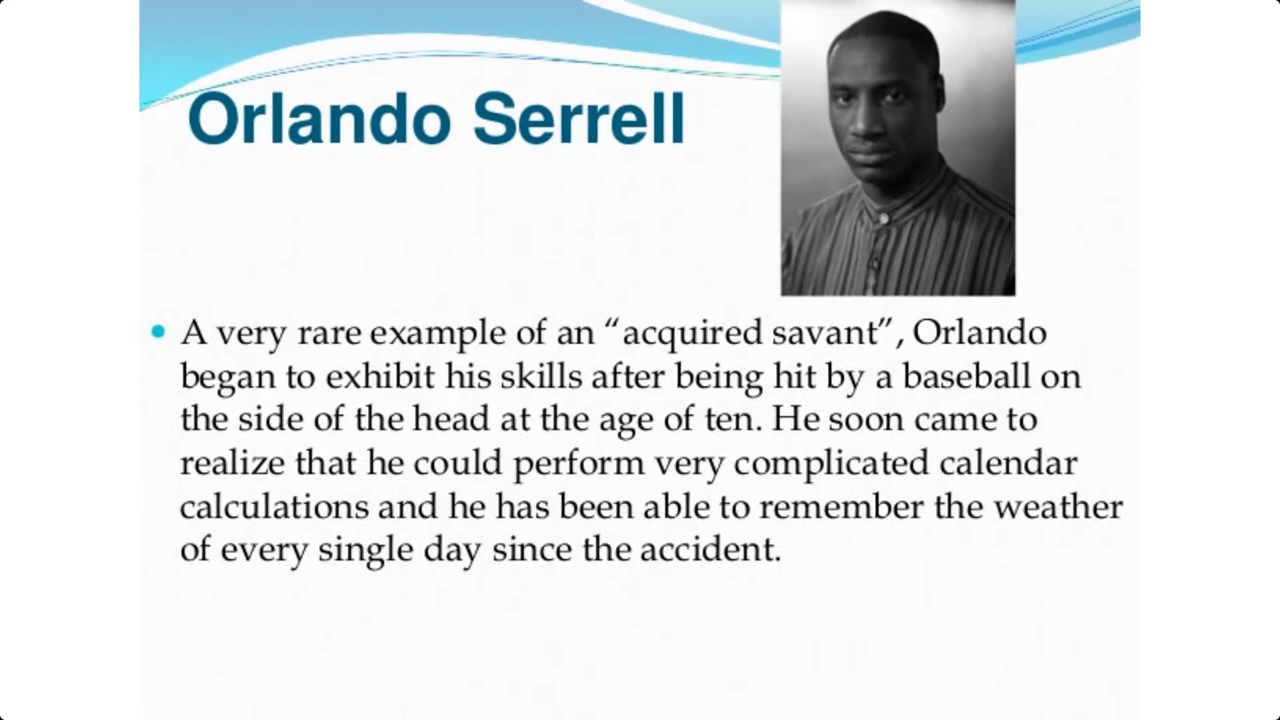 Orlando Serrell
• A very rare example of an “acquired savant”, Orlando
began to exhibit his skills after being hit by a baseball on
the side of the head at the age of ten. He soon came to
realize that he could perform very complicated calendar
calculations and he has been able to remember the weather
of every single day since the accident.